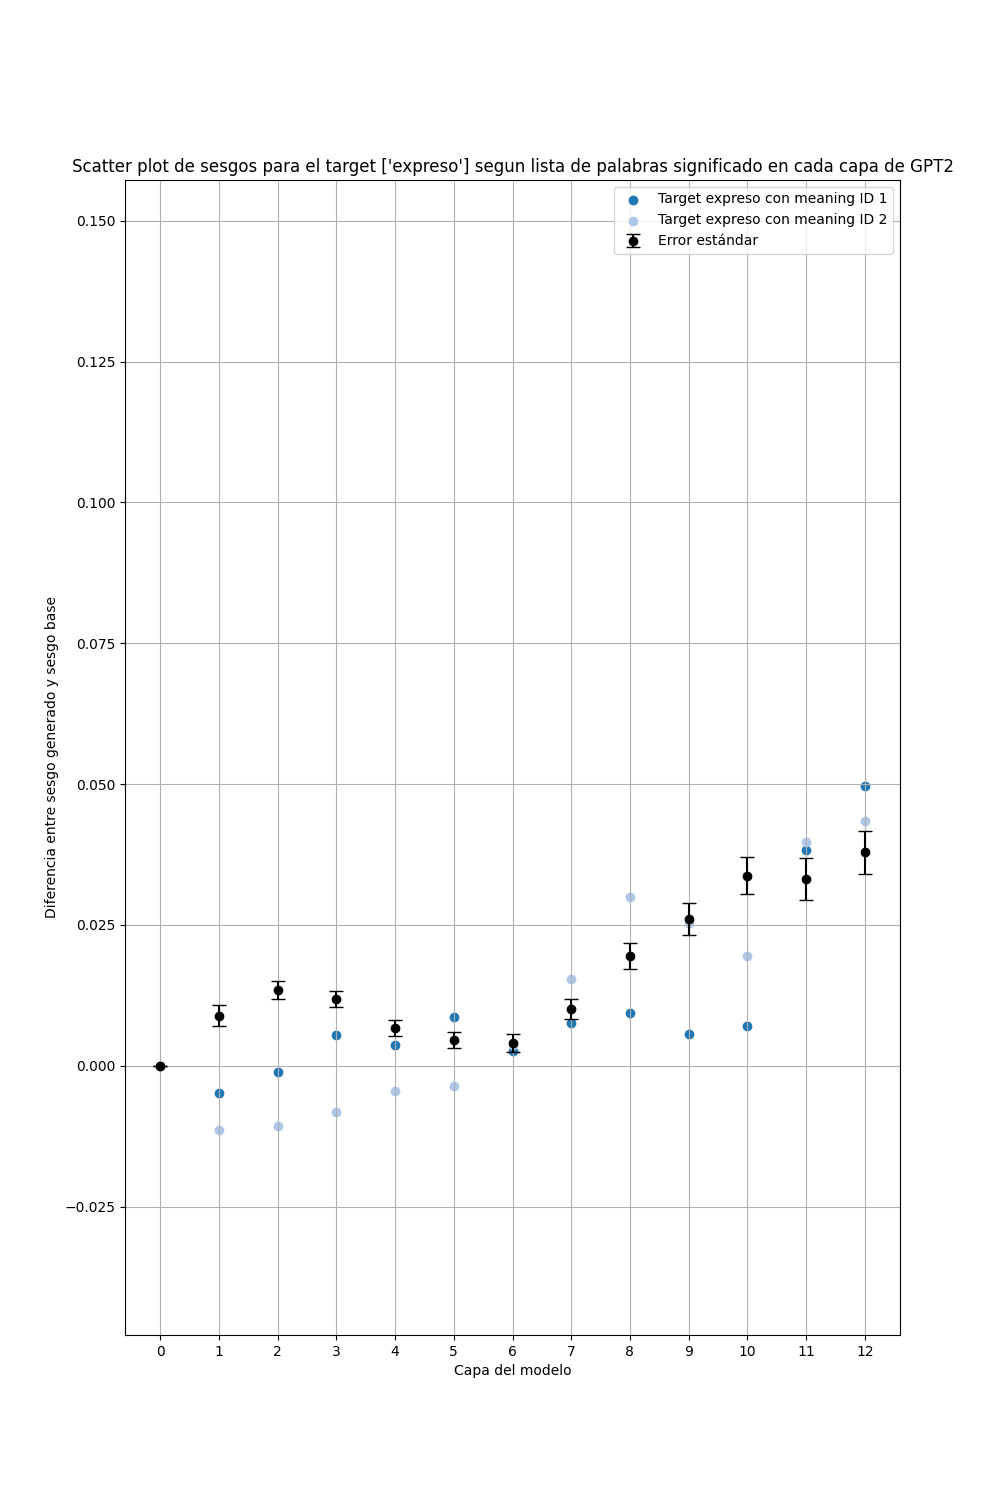 Scatter plot de sesgos para el target ['expreso'] segun lista de palabras significado en cada capa de GPT2
Target expreso con meaning ID 1
Target expreso con meaning ID 2
Error estándar
0.150
0.125
0.100
0.075
0.050
0.025
0.000
−0.025
Diferencia entre sesgo generado y sesgo base
0 1 2 3 4 5 6 7 8 9 10 11 12
Capa del modelo